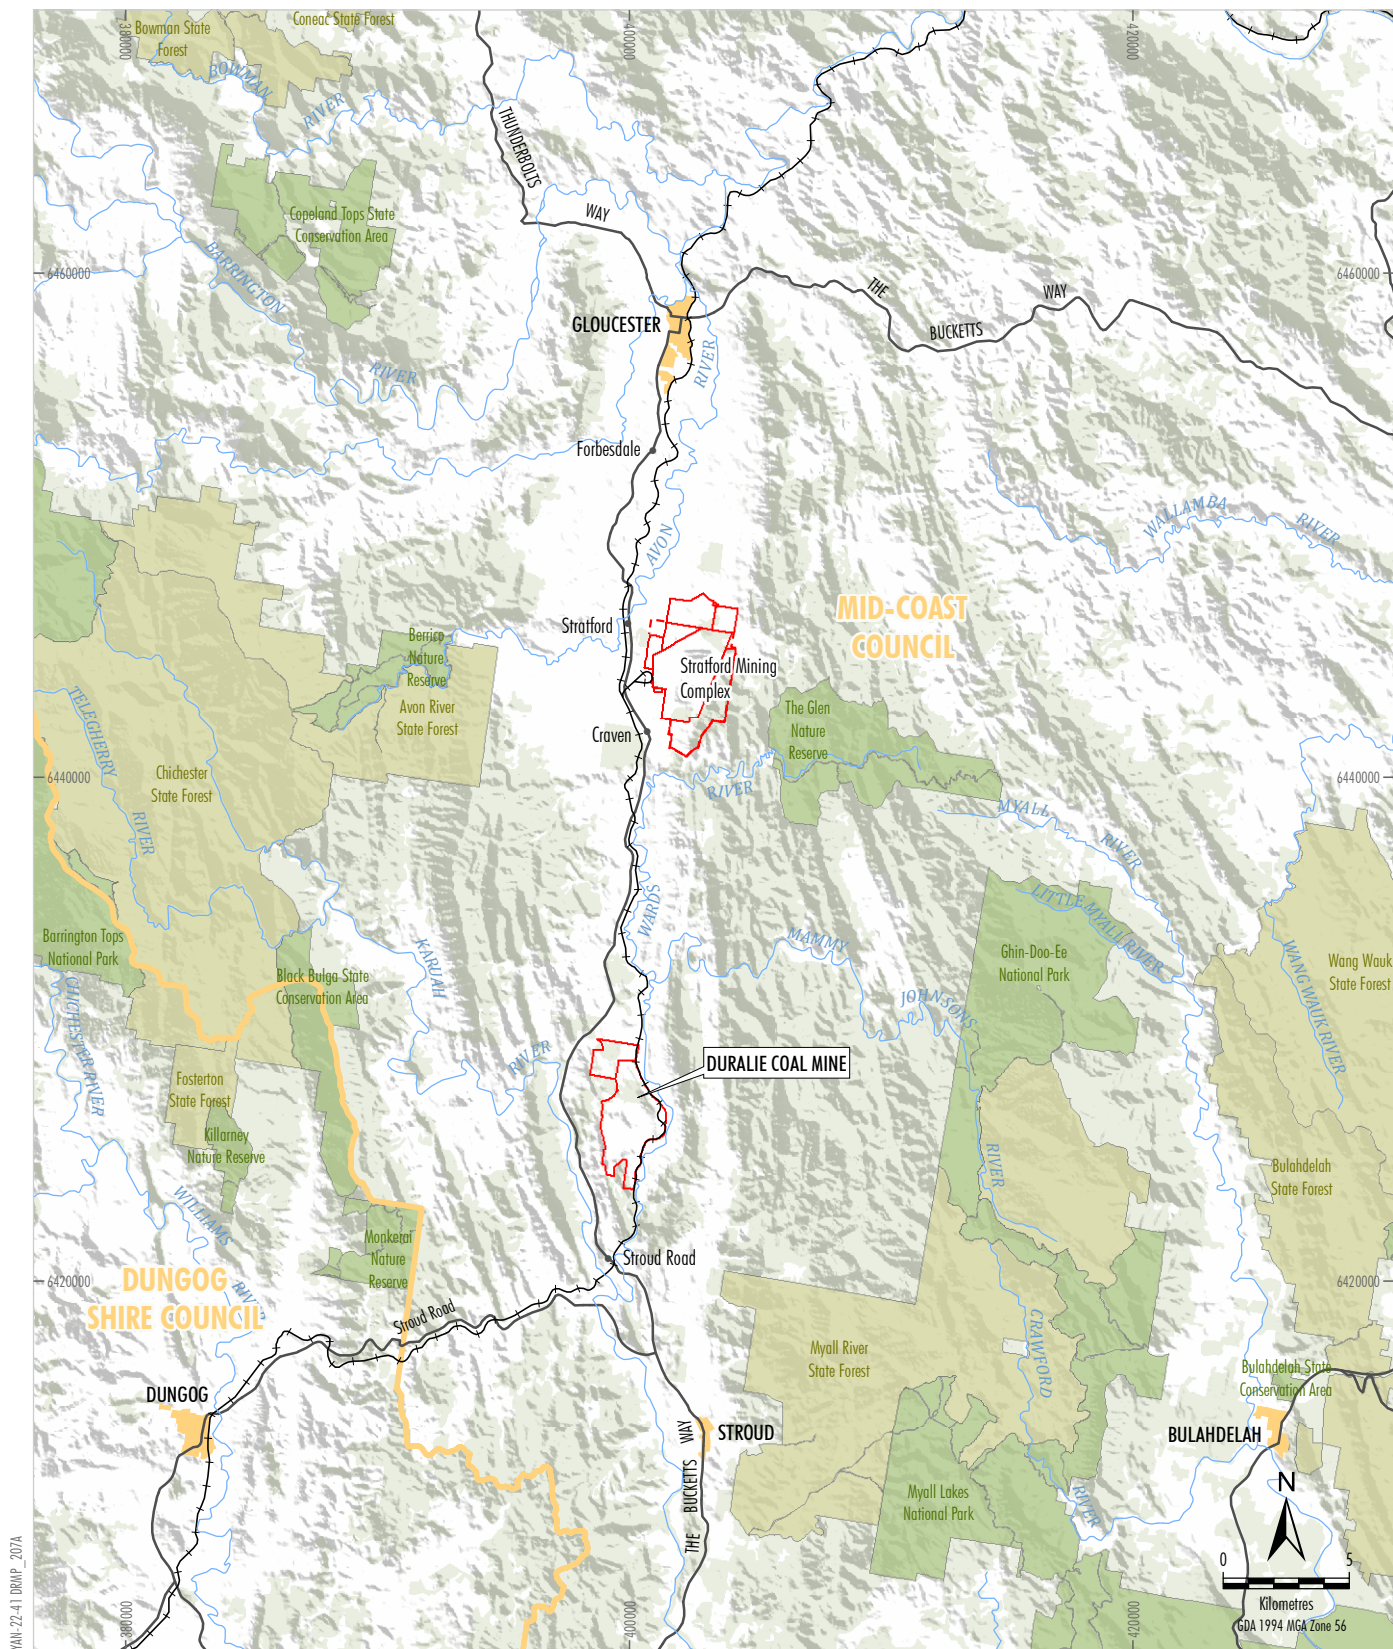 Coneac State Forest
Bowman State
Forest
380000
400000
420000
BOWMAN
RIVER
THUNDERBOLTS
WAY
Copeland Tops State
Conservation Area
BARRINGTON
RIVER
6460000
6460000
THE
BUCKETTS
WAY
GLOUCESTER
RIVER
Forbesdale
AVON
WALLAMBA
RIVER
MID-COAST
COUNCIL
Stratford
Stratford Mining
Complex
Berrico
Nature
Reserve
Avon River
State Forest
TELEGHERRY
RIVER
Chichester
State Forest
Craven
The Glen
Nature
Reserve
6440000
6440000
RIVER
WARDS
MYALL
RIVER
LITTLE MYALL RIVER
MAMMY
JOHNSONS
RIVER
Ghin-Doo-Ee
National Park
Wang Wauk
State Forest
WANG WAUK RIVER
Barrington Tops
National Park
Black Bulga State
Conservation Area
KARUAH
RIVER
CHICHESTER RIVER
DURALIE COAL MINE
Fosterton
State Forest
Killarney
Nature Reserve
Bulahdelah
State Forest
WILLIAMS
RIVER
Monkerai
Nature
Reserve
Stroud Road
6420000
6420000
DUNGOG
SHIRE COUNCIL
Stroud Road
CRAWFORD
RIVER
Myall River
State Forest
Bulahdelah State
Conservation Area
DUNGOG
STROUD
BULAHDELAH
THE BUCKETTS WAY
Myall Lakes
National Park
N
0 5
Kilometres
GDA 1994 MGA Zone 56
380000
400000
420000
YAN-22-41 DRMP_207A